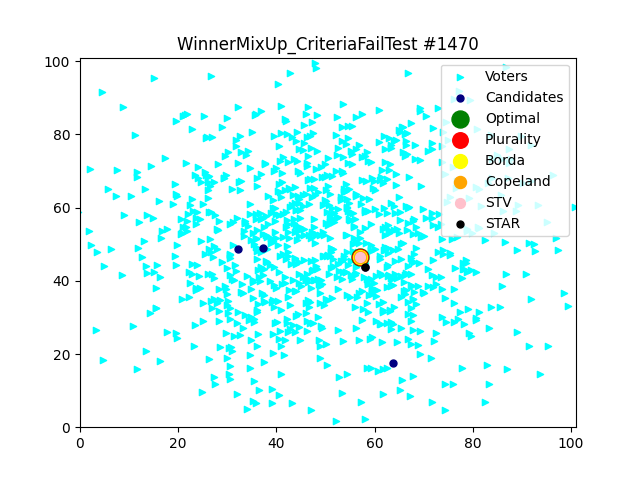 WinnerMixUp_CriteriaFailTest #1470
100
80
60
40
20
0
0 20 40 60 80 100
Voters
Candidates
Optimal
Plurality
Borda
Copeland
STV
STAR